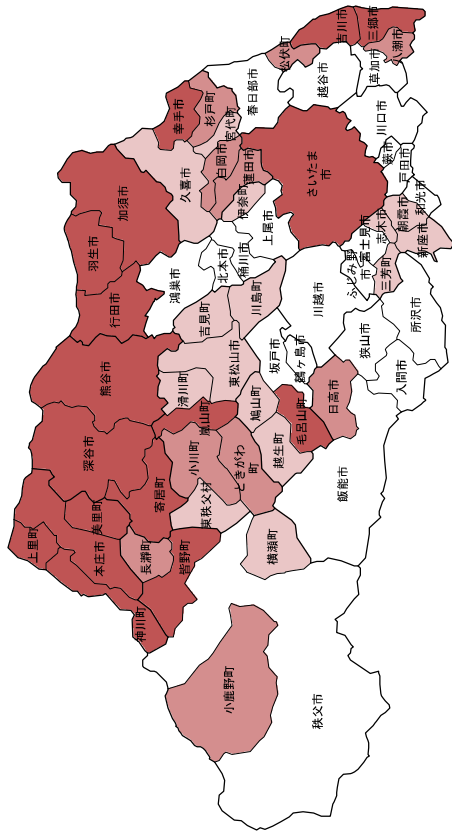 吉川市
三郷市
八潮市
松伏町
草加市
越谷市
春日部市
川口市
幸手市
杉戸町
宮代町
蕨市
戸田市
さいたま
市
白岡市
蓮田市
久喜市
伊奈町
和光市
朝霞市
志木市
新座市
富士見市
加須市
上尾市
ふじみ野
市
三芳町
羽生市
桶川市
北本市
鴻巣市
川越市
所沢市
行田市
川島町
吉見町
狭山市
坂戸市
鶴ヶ島市
入間市
東松山市
熊谷市
滑川町
日高市
鳩山町
毛呂山町
嵐山町
越生町
小川町
ときがわ
町
深谷市
飯能市
寄居町
東秩父村
美里町
横瀬町
上里町
本庄市
長瀞町
皆野町
神川町
小鹿野町
秩父市